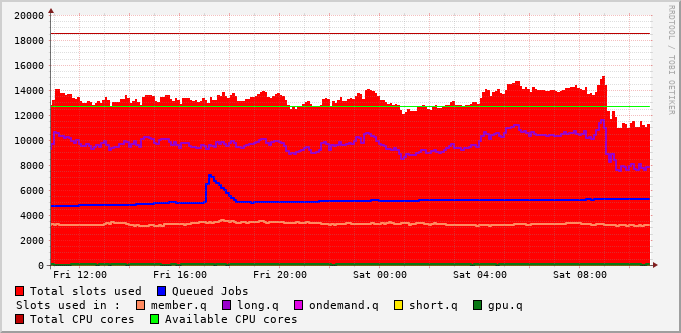 20000
18000
16000
14000
12000
10000
8000
6000
4000
2000
0
Fri 12:00 Fri 16:00 Fri 20:00 Sat 00:00 Sat 04:00 Sat 08:00
Total slots used Queued Jobs
Slots used in : member.q long.q ondemand.q short.q gpu.q
Total CPU cores Available CPU cores
RRDTOOL / TOBI OETIKER